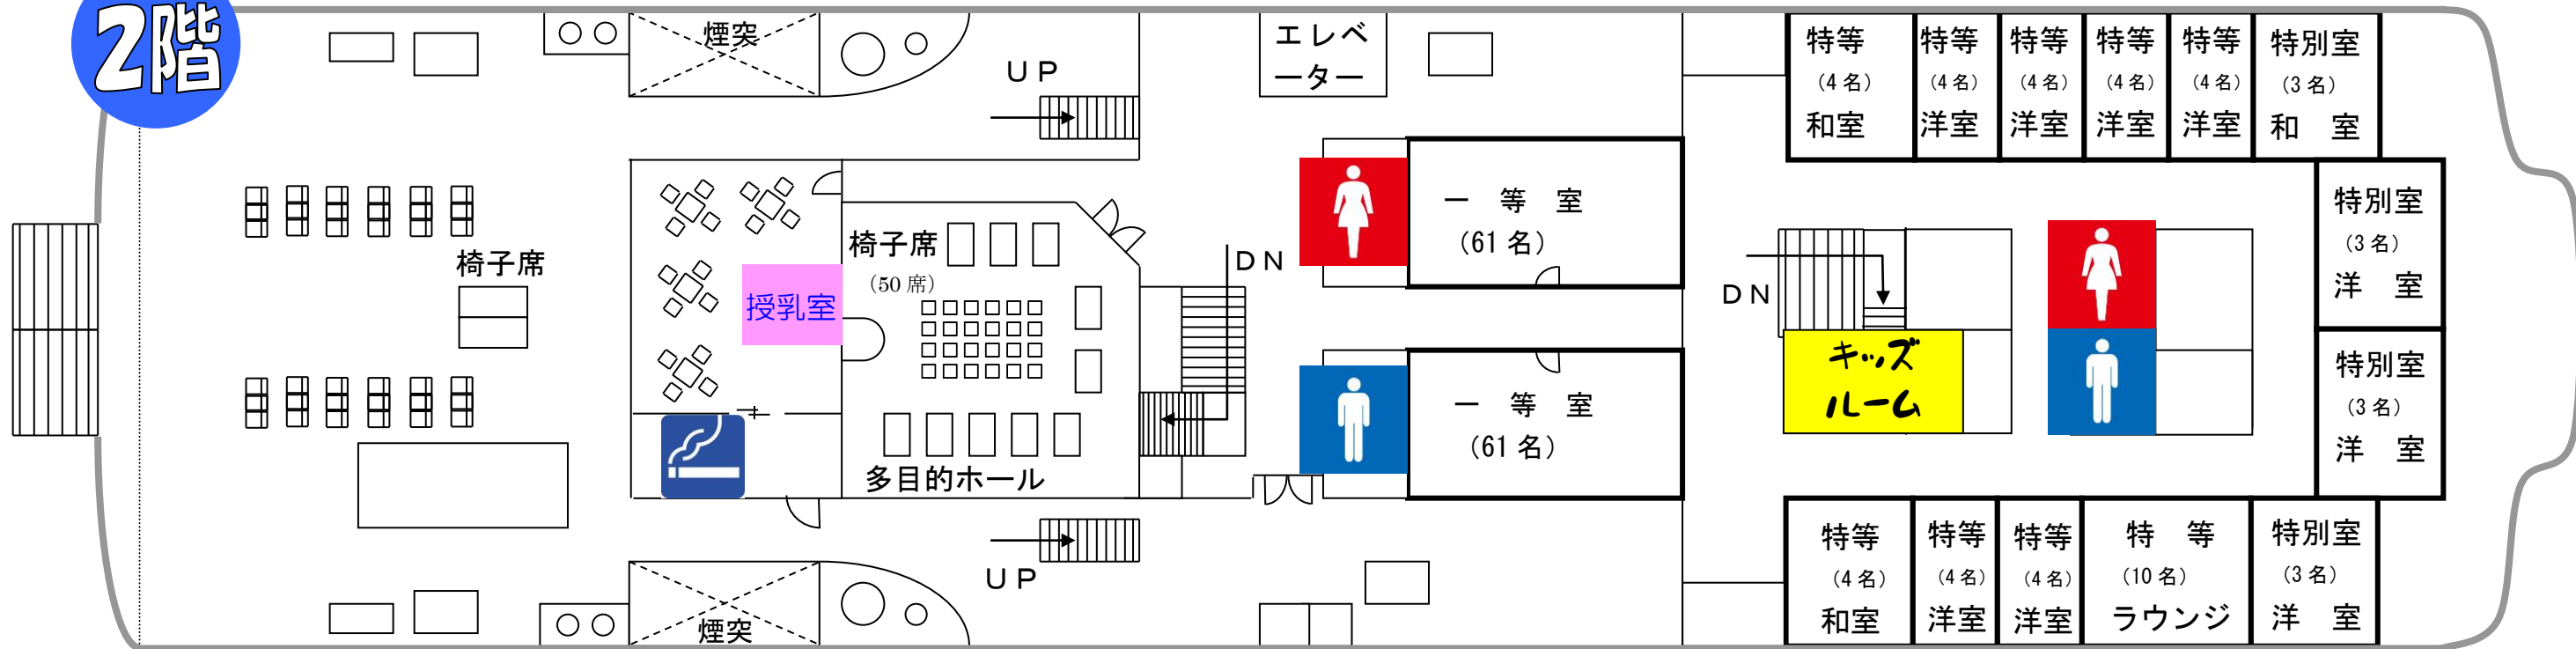 2階
煙突
UP
エレベ
ーター
特等
(4名)
和室
特等
(4名)
洋室
特等
(4名)
洋室
特等
(4名)
洋室
特等
(4名)
洋室
特別室
(3名)
和 室
椅子席
授乳室
椅子席
(50席)
多目的ホール
DN
一 等 室
(61名)
一 等 室
(61名)
DN
キッズ
ルーム
特別室
(3名)
洋 室
特別室
(3名)
洋 室
煙突
UP
特等
(4名)
和室
特等
(4名)
洋室
特等
(4名)
洋室
特 等
(10名)
ラウンジ
特別室
(3名)
洋 室